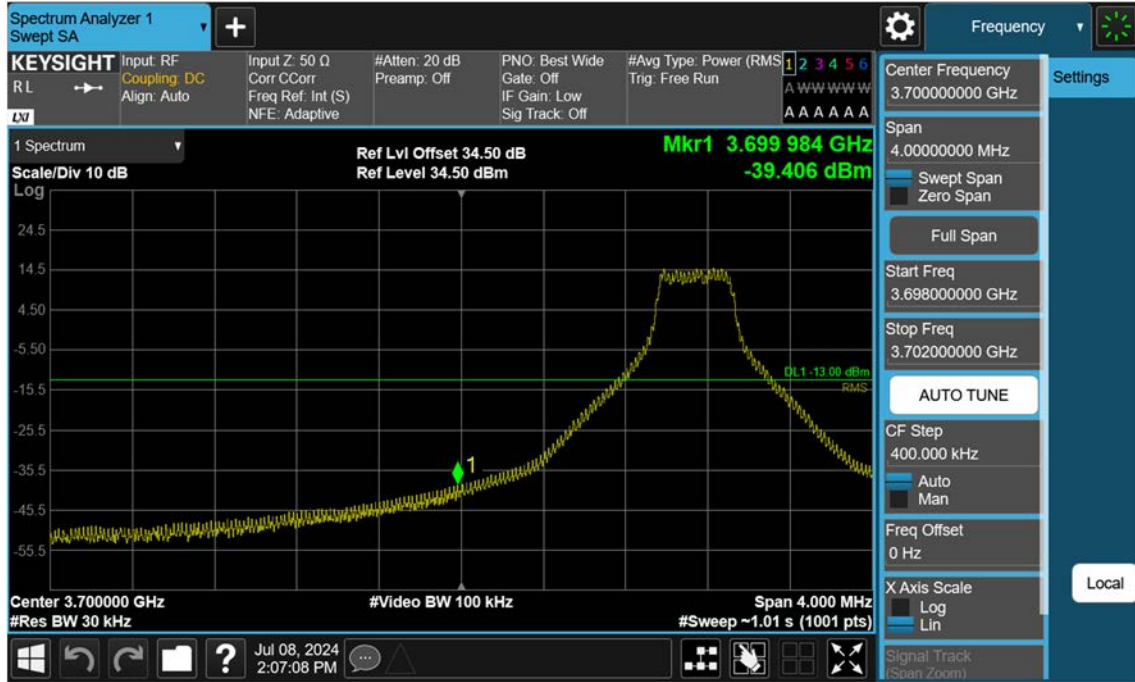 Spectrum Analyzer 1
Swept SA
Frequency
KEYSIGHT
R L
LXI
Input: RF
Coupling: DC
Align: Auto
Input Z: 50 Ω
Corr CCorr
Freq Ref: Int (S)
NFE: Adaptive
#Atten: 20 dB
Preamp: Off
PNO: Best Wide
Gate: Off
IF Gain: Low
Sig Track: Off
#Avg Type: Power (RMS
Trig: Free Run
1 2 3 4 5 6
A W W W W W
A A A A A A
1 Spectrum
Scale/Div 10 dB
Log
Ref Lvl Offset 34.50 dB
Ref Level 34.50 dBm
Mkr1 3.699 984 GHz
-39.406 dBm
24.5
14.5
4.50
-5.50
-15.5
-25.5
-35.5
-45.5
-55.5
DL1 -13.00 dBm
RMS
1
Center 3.700000 GHz
#Res BW 30 kHz
#Video BW 100 kHz
Span 4.000 MHz
#Sweep ~1.01 s (1001 pts)
?
Jul 08, 2024
2:07:08 PM
Center Frequency
3.700000000 GHz
Span
4.00000000 MHz
Swept Span
Zero Span
Full Span
Start Freq
3.698000000 GHz
Stop Freq
3.702000000 GHz
AUTO TUNE
CF Step
400.000 kHz
Auto
Man
Freq Offset
0 Hz
X Axis Scale
Log
Lin
Signal Track
(Span Zoom)
Settings
Local